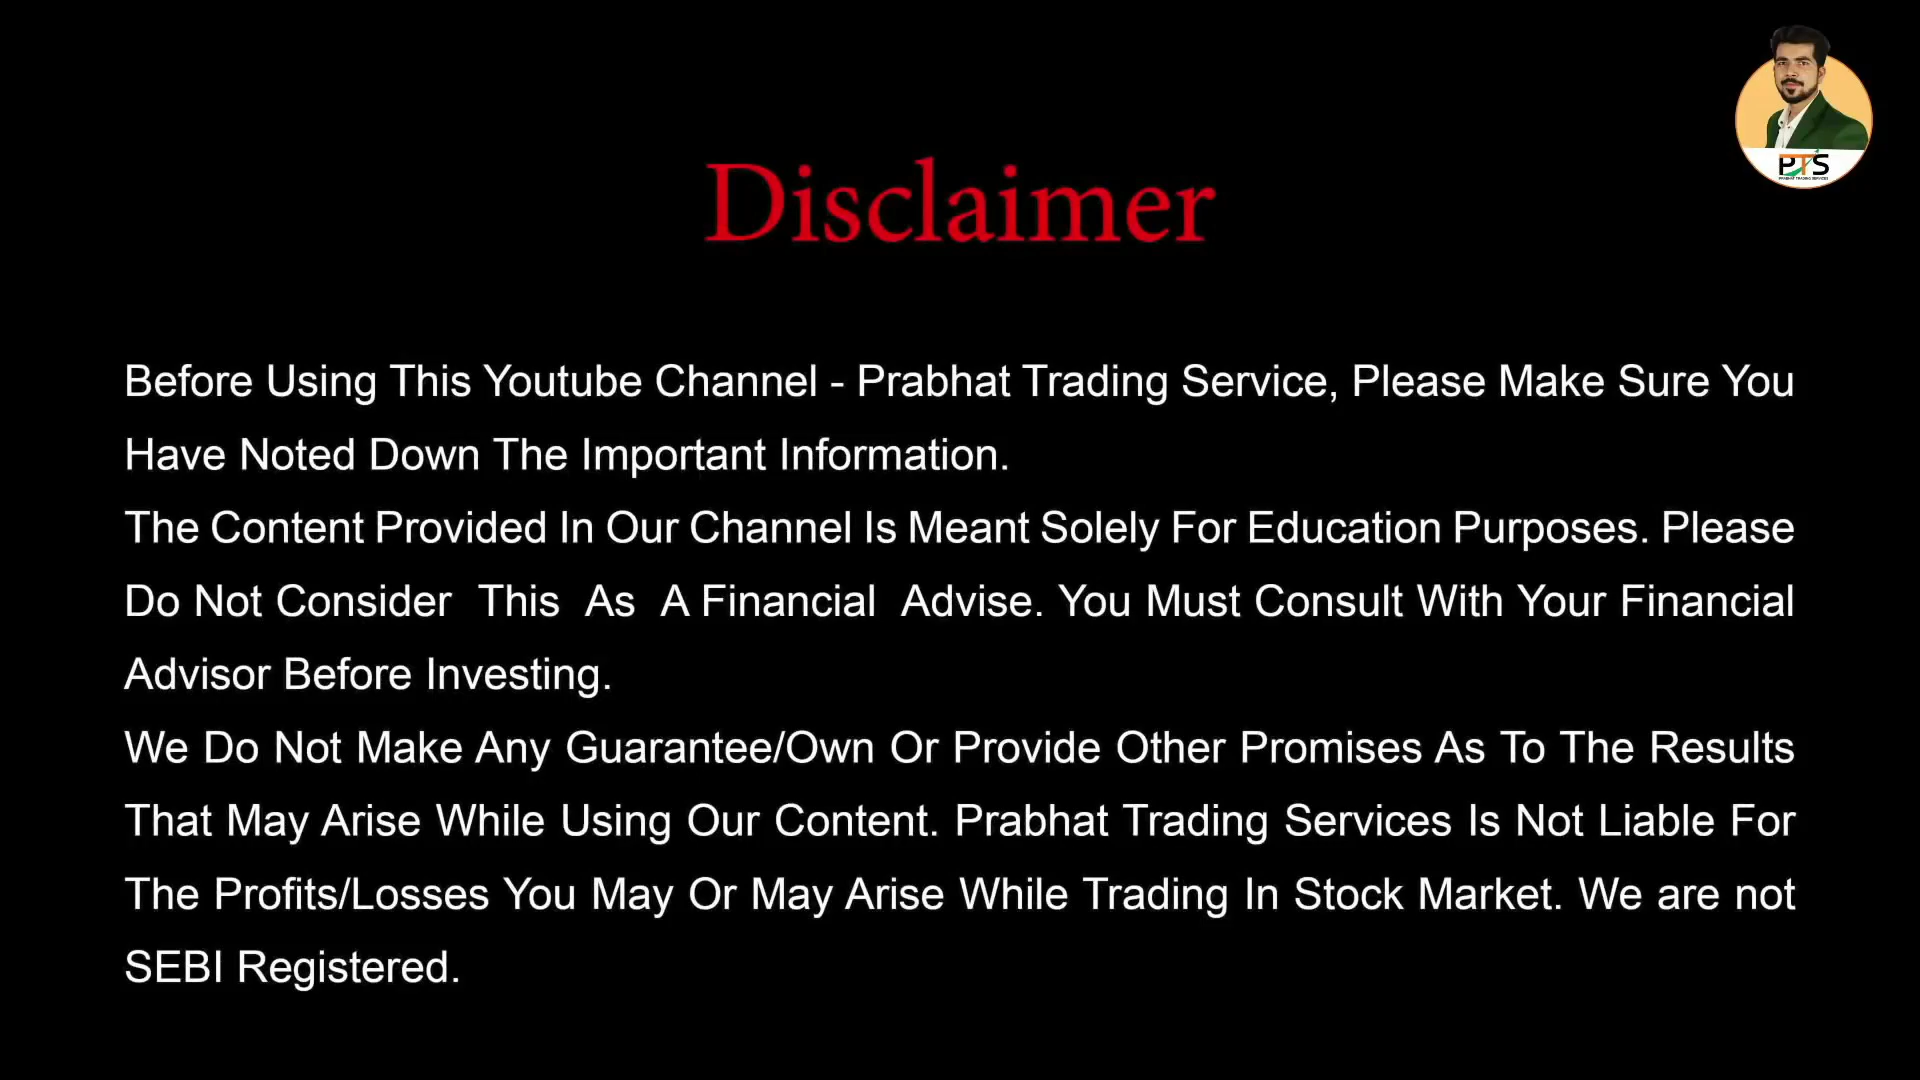 PTS
PRABHAT TRADING SERVICES
Disclaimer
Before Using This Youtube Channel - Prabhat Trading Service, Please Make Sure You
Have Noted Down The Important Information.
The Content Provided In Our Channel Is Meant Solely For Education Purposes. Please
Do Not Consider This As A Financial Advise. You Must Consult With Your Financial
Advisor Before Investing.
We Do Not Make Any Guarantee/Own Or Provide Other Promises As To The Results
That May Arise While Using Our Content. Prabhat Trading Services Is Not Liable For
The Profits/Losses You May Or May Arise While Trading In Stock Market. We are not
SEBI Registered.